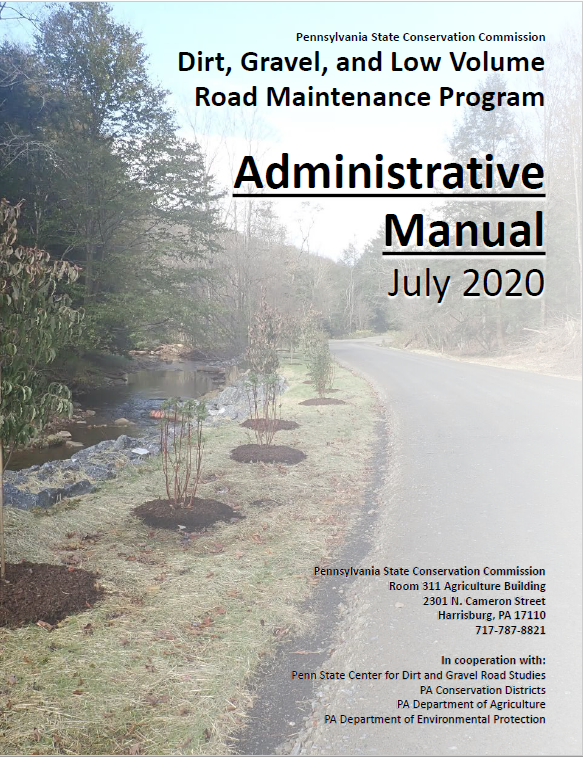 Pennsylvania State Conservation Commission
Dirt, Gravel, and Low Volume
Road Maintenance Program
Administrative
Manual
July 2020
Pennsylvania State Conservation Commission
Room 311 Agriculture Building
2301 N. Cameron Street
Harrisburg, PA 17110
717-787-8821
In cooperation with:
Penn State Center for Dirt and Gravel Road Studies
PA Conservation Districts
PA Department of Agriculture
PA Department of Environmental Protection